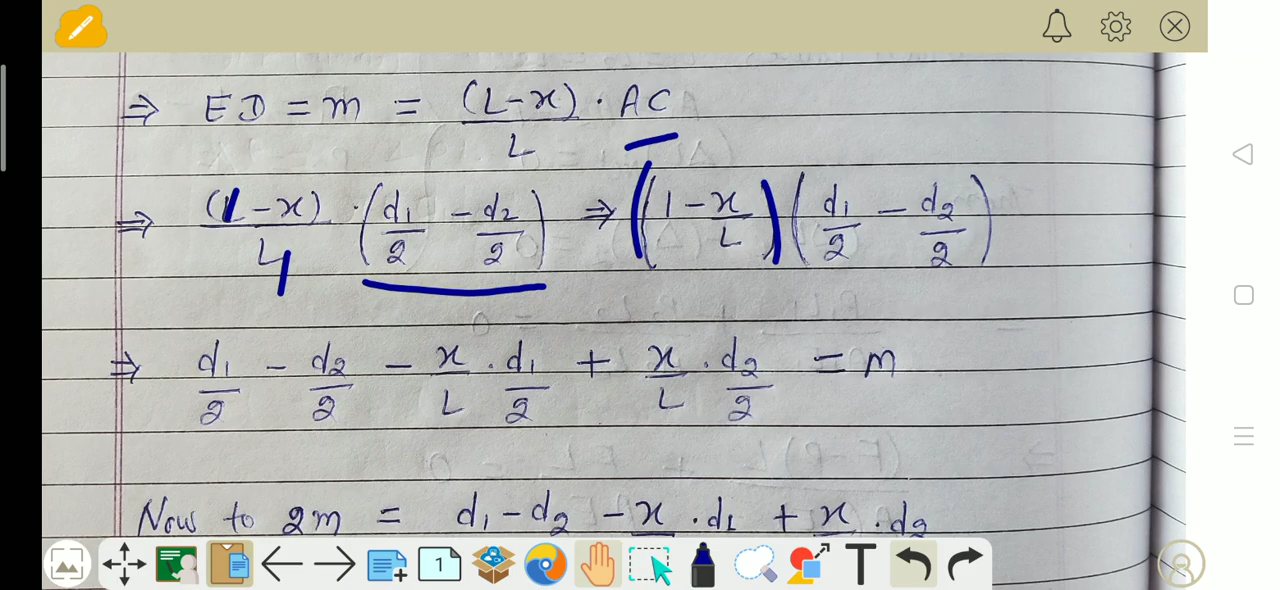 ⇒ ED = m = (L-x)/L · AC
⇒ (L-x)/L · (d₁/2 - d₂/2) ⇒ (1 - x/L) (d₁/2 - d₂/2)
⇒ d₁/2 - d₂/2 - x/L · d₁/2 + x/L · d₂/2 = m
Now to 2m = d₁ - d₂ - x · d₁ + x · d₂
1
T